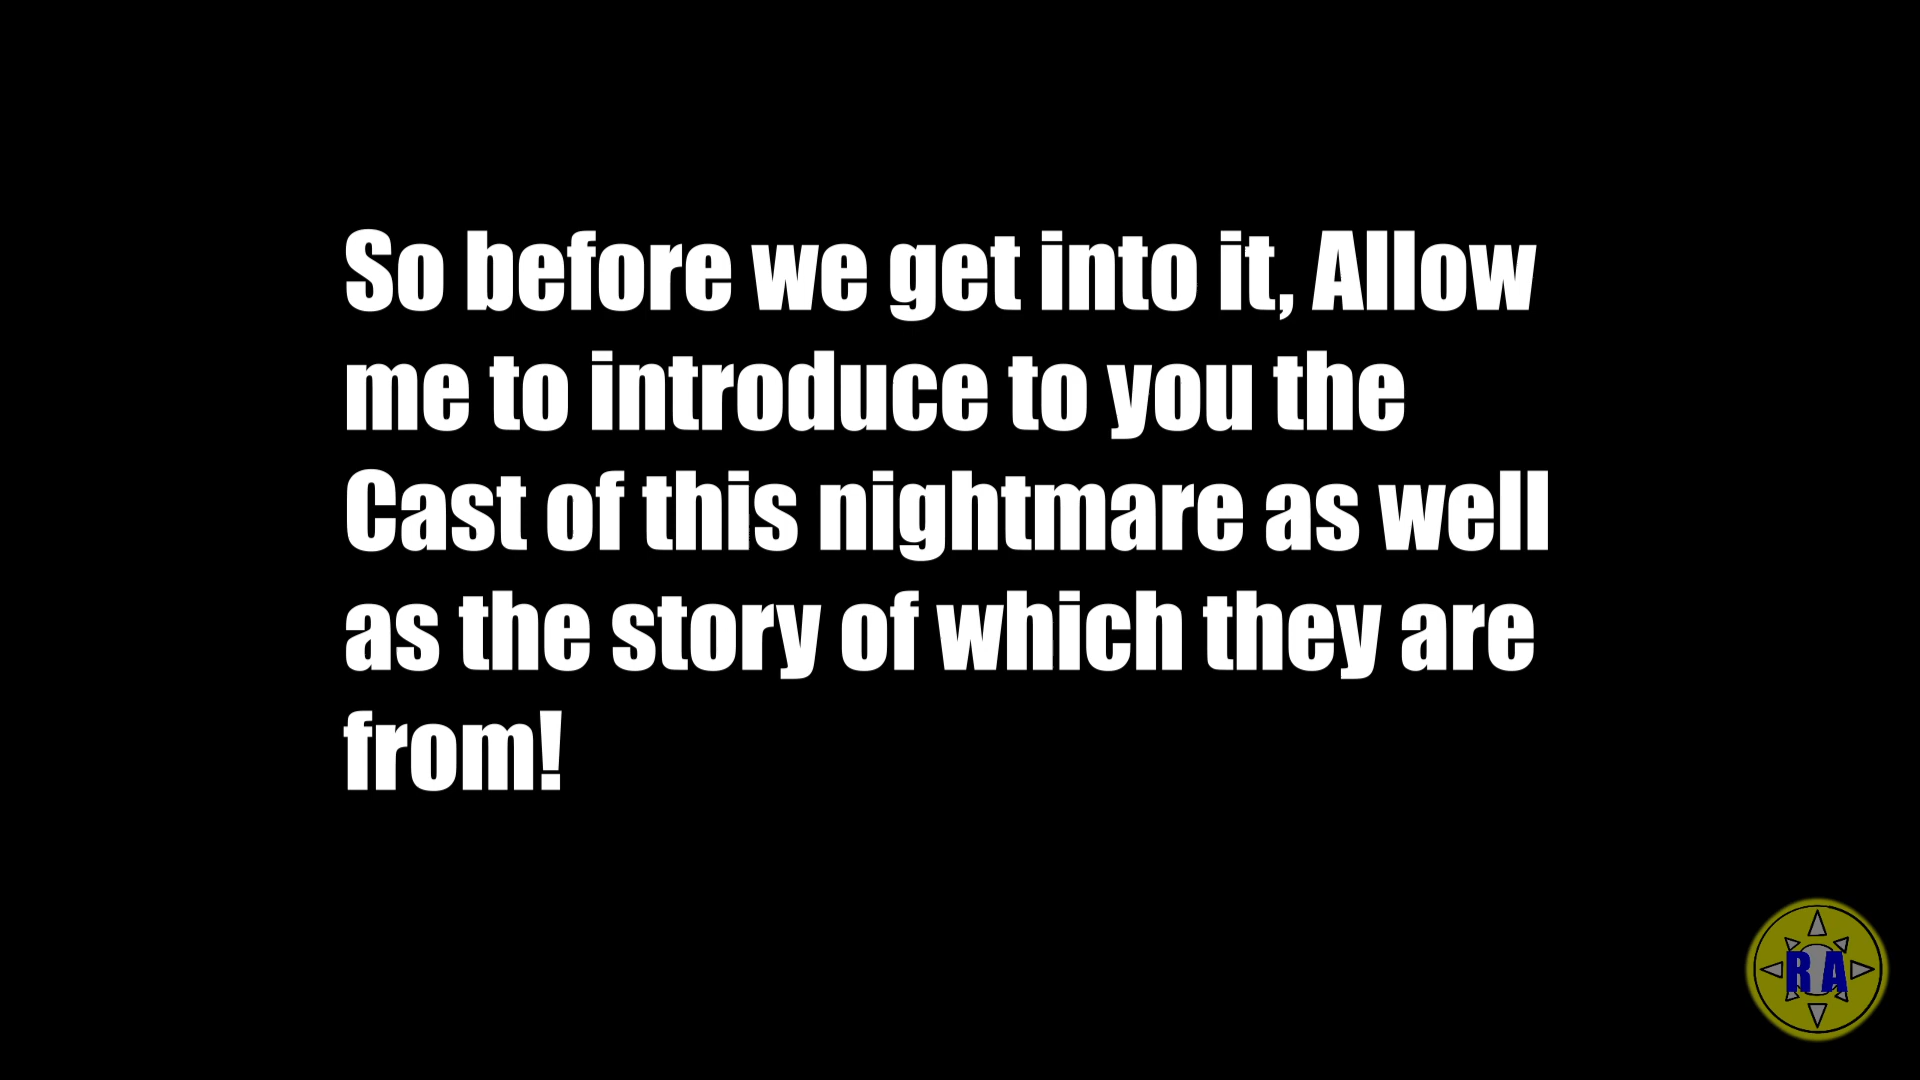 So before we get into it, Allow
me to introduce to you the
Cast of this nightmare as well
as the story of which they are
from!
R A